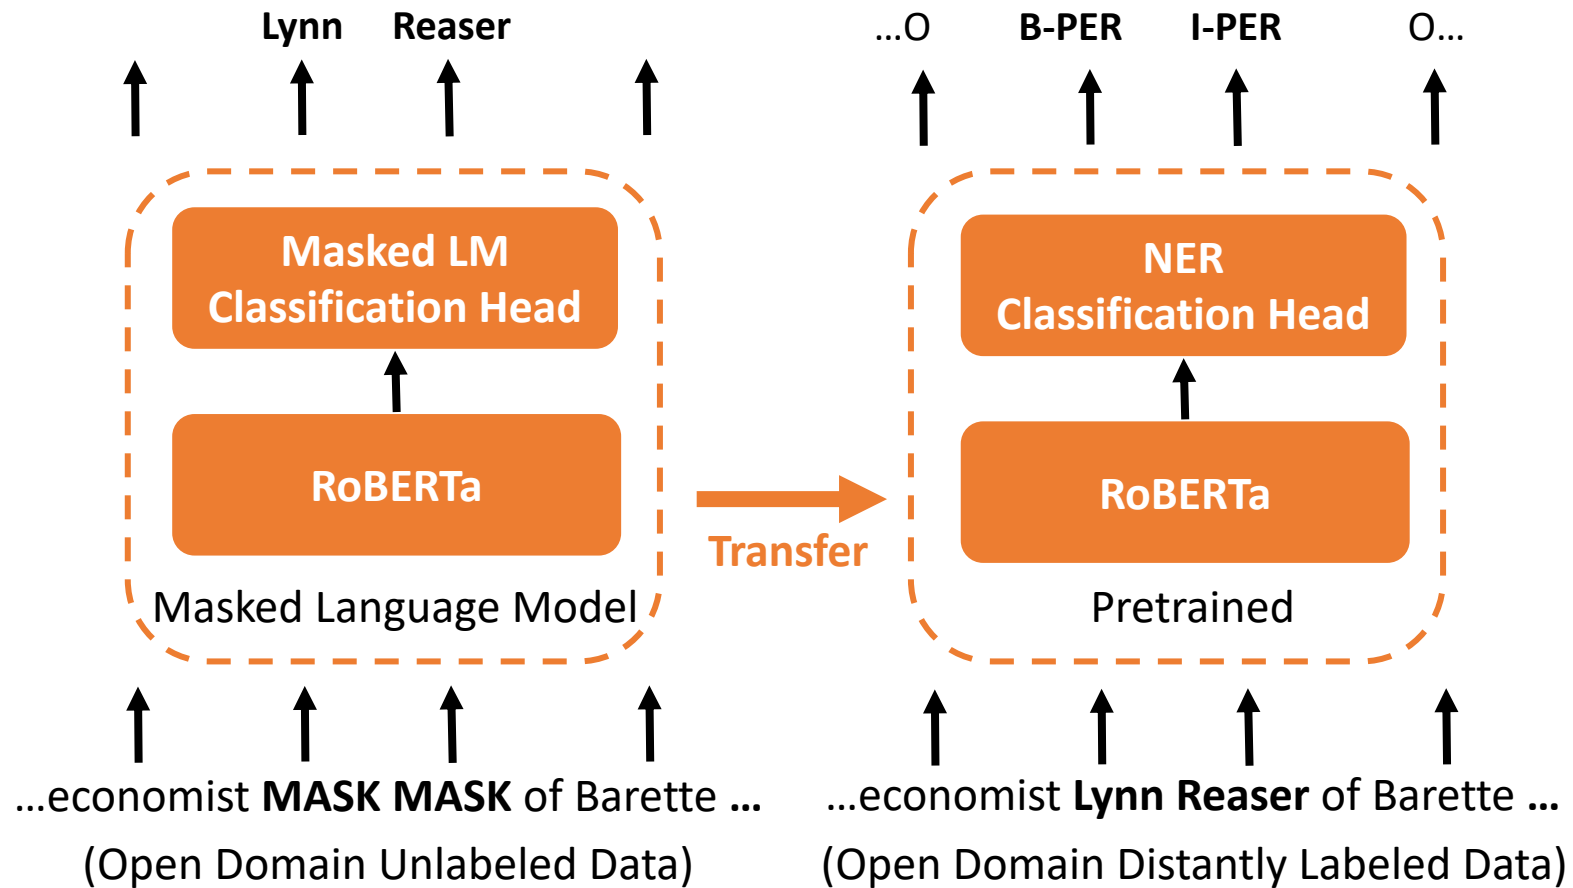 Lynn Reaser
Masked LM
Classification Head
RoBERTa
Masked Language Model
...economist MASK MASK of Barette ...
(Open Domain Unlabeled Data)
Transfer
...O B-PER I-PER O...
NER
Classification Head
RoBERTa
Pretrained
...economist Lynn Reaser of Barette ...
(Open Domain Distantly Labeled Data)